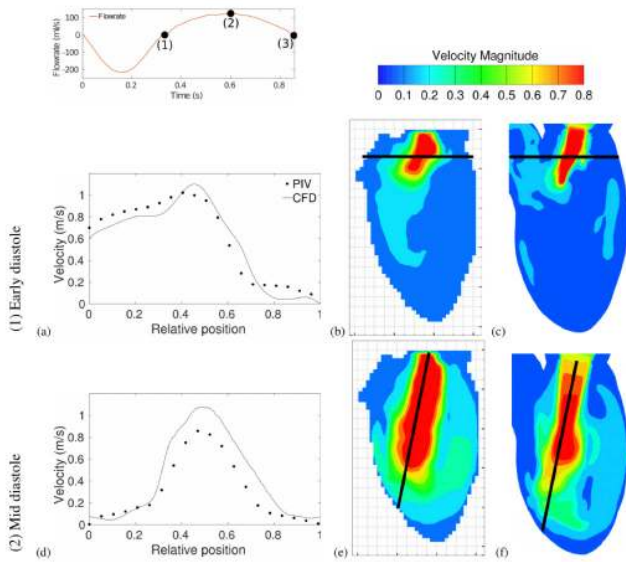 Flowrate
Flowrate (ml/s)
100
0
-100
-200
0 0.2 0.4 0.6 0.8
Time (s)
(1)
(2)
(3)
Velocity Magnitude
0 0.1 0.2 0.3 0.4 0.5 0.6 0.7 0.8
(1) Early diastole
Velocity (m/s)
1
0.8
0.6
0.4
0.2
0
PIV
CFD
0 0.2 0.4 0.6 0.8 1
Relative position
(a)
(b)
(c)
(2) Mid diastole
Velocity (m/s)
1
0.8
0.6
0.4
0.2
0
0 0.2 0.4 0.6 0.8 1
Relative position
(d)
(e)
(f)